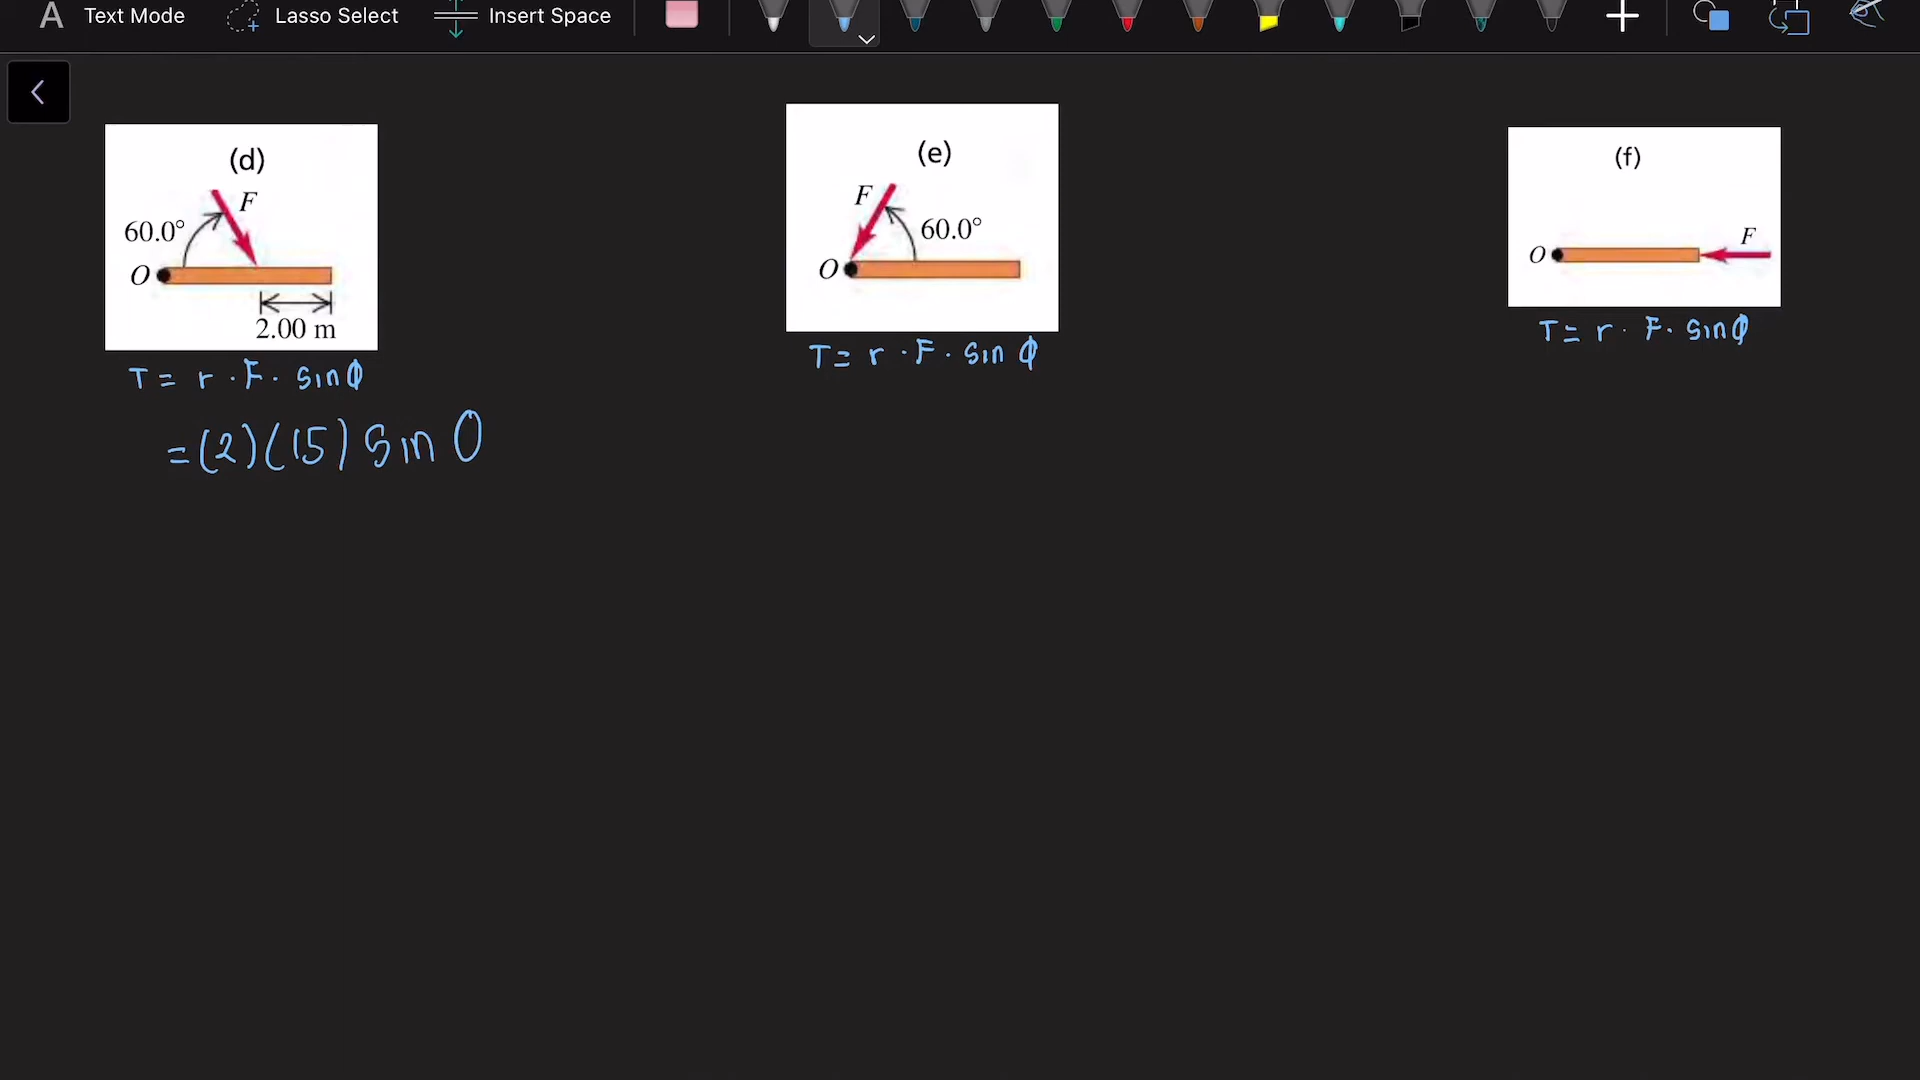 Text Mode
Lasso Select
Insert Space
(d)
F
60.0°
O
2.00 m
T = r · F · sin ϕ
= (2)(15) sin 0
(e)
F
60.0°
O
T = r · F · sin ϕ
(f)
F
O
T = r · F · sin ϕ